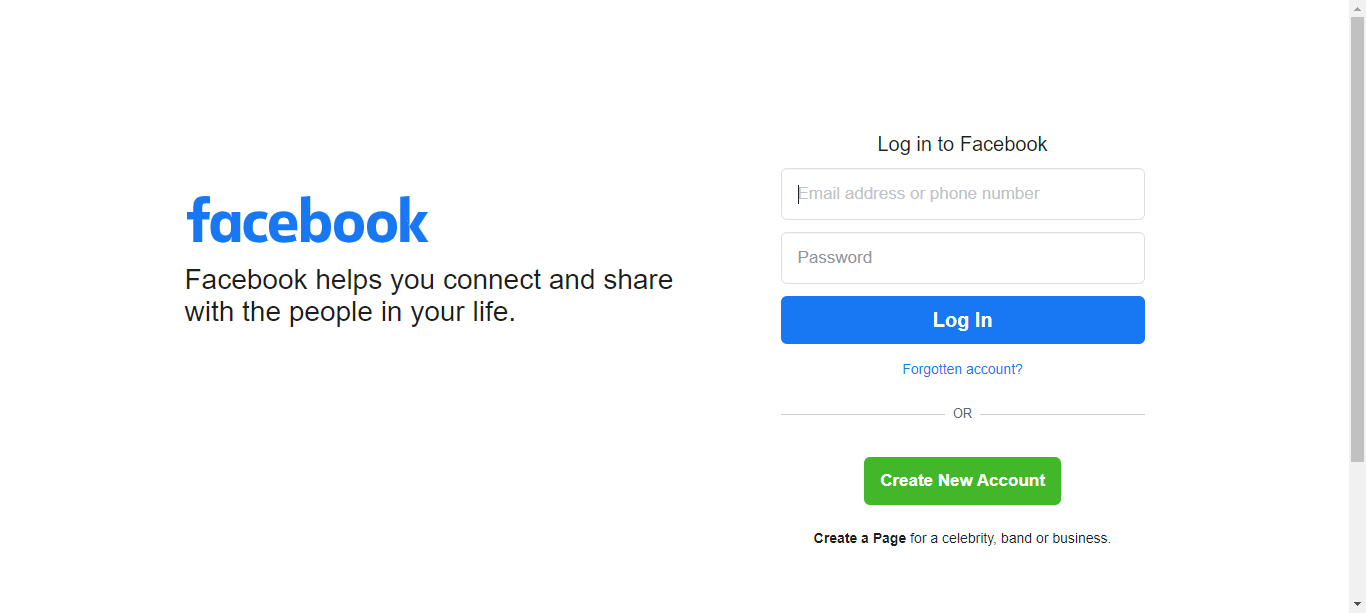 facebook
Facebook helps you connect and share
with the people in your life.
Log in to Facebook
Email address or phone number
Password
Log In
Forgotten account?
OR
Create New Account
Create a Page for a celebrity, band or business.